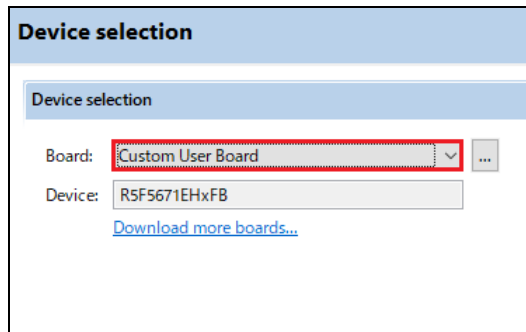 Device selection
Device selection
Board: Custom User Board ...
Device: R5F5671EHxFB
Download more boards...